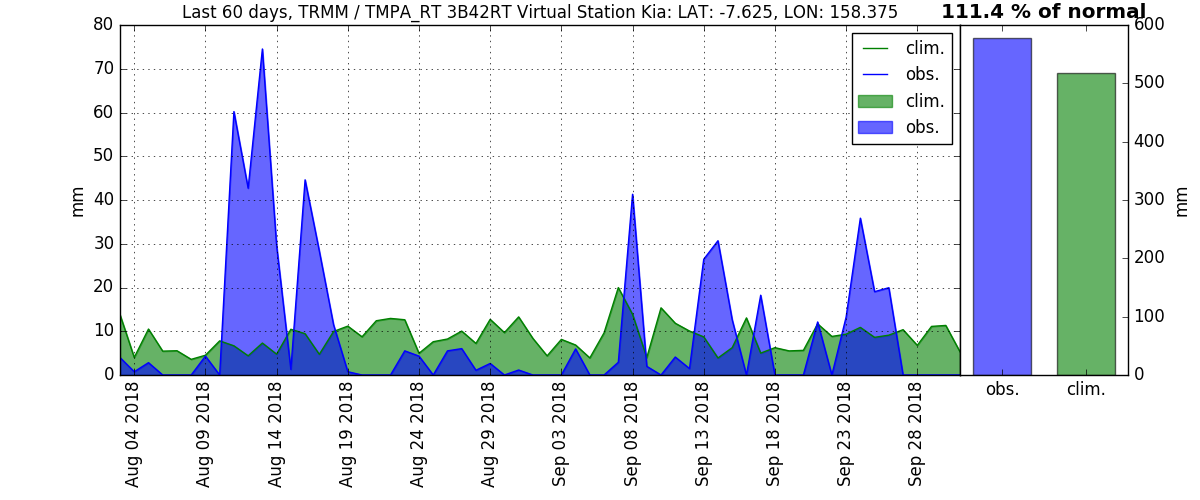 Last 60 days, TRMM / TMPA_RT 3B42RT Virtual Station Kia: LAT: -7.625, LON: 158.375
111.4 % of normal
80
70
60
50
40
30
20
10
0
mm
clim.
obs.
clim.
obs.
600
500
400
300
200
100
0
mm
obs.
clim.
Aug 04 2018
Aug 09 2018
Aug 14 2018
Aug 19 2018
Aug 24 2018
Aug 29 2018
Sep 03 2018
Sep 08 2018
Sep 13 2018
Sep 18 2018
Sep 23 2018
Sep 28 2018